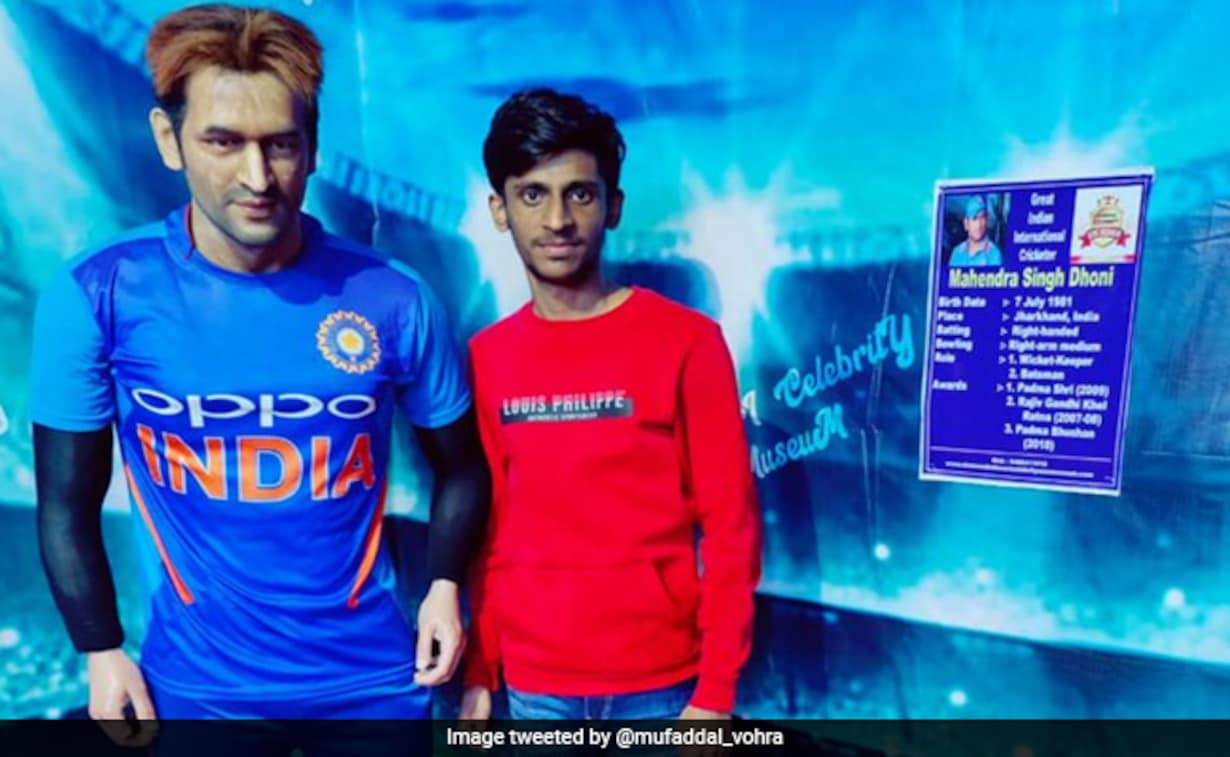 Great
Indian
International
Cricketer
Mahendra Singh Dhoni
Birth Date :- 7 July 1981
Place :- Jharkhand, India
Batting :- Right-handed
Bowling :- Right-arm medium
Role :- 1. Wicket-Keeper
2. Batsman
Awards :- 1. Padma Shri (2009)
2. Rajiv Gandhi Khel
Ratna (2007-08)
3. Padma Bhushan
(2018)
oppo
INDIA
LOUIS PHILIPPE
A CelebritY
MuseuM
Image tweeted by @mufaddal_vohra